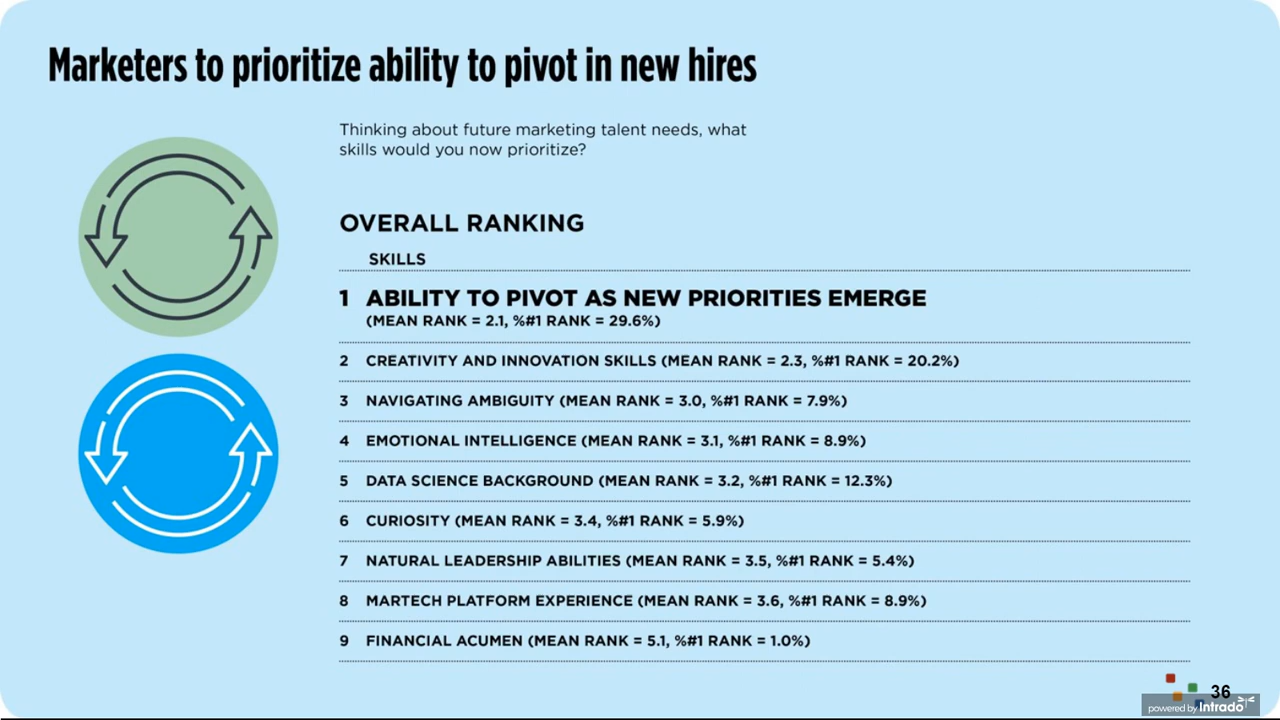 Marketers to prioritize ability to pivot in new hires
Thinking about future marketing talent needs, what
skills would you now prioritize?
OVERALL RANKING
SKILLS
1 ABILITY TO PIVOT AS NEW PRIORITIES EMERGE
(MEAN RANK = 2.1, %#1 RANK = 29.6%)
2 CREATIVITY AND INNOVATION SKILLS (MEAN RANK = 2.3, %#1 RANK = 20.2%)
3 NAVIGATING AMBIGUITY (MEAN RANK = 3.0, %#1 RANK = 7.9%)
4 EMOTIONAL INTELLIGENCE (MEAN RANK = 3.1, %#1 RANK = 8.9%)
5 DATA SCIENCE BACKGROUND (MEAN RANK = 3.2, %#1 RANK = 12.3%)
6 CURIOSITY (MEAN RANK = 3.4, %#1 RANK = 5.9%)
7 NATURAL LEADERSHIP ABILITIES (MEAN RANK = 3.5, %#1 RANK = 5.4%)
8 MARTECH PLATFORM EXPERIENCE (MEAN RANK = 3.6, %#1 RANK = 8.9%)
9 FINANCIAL ACUMEN (MEAN RANK = 5.1, %#1 RANK = 1.0%)
36
powered by Intrado